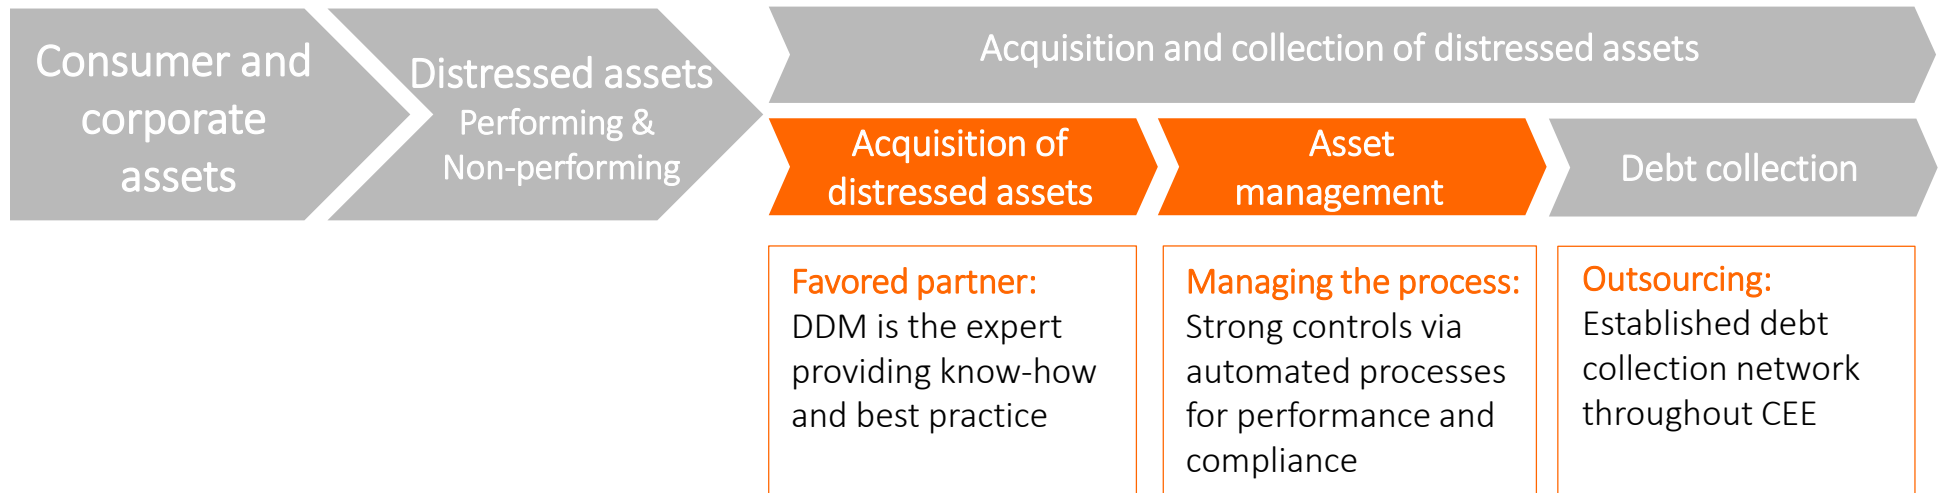 Consumer and
corporate
assets
Distressed assets
Performing &
Non-performing
Acquisition and collection of distressed assets
Acquisition of
distressed assets
Asset
management
Debt collection
Favored partner:
DDM is the expert
providing know-how
and best practice
Managing the process:
Strong controls via
automated processes
for performance and
compliance
Outsourcing:
Established debt
collection network
throughout CEE